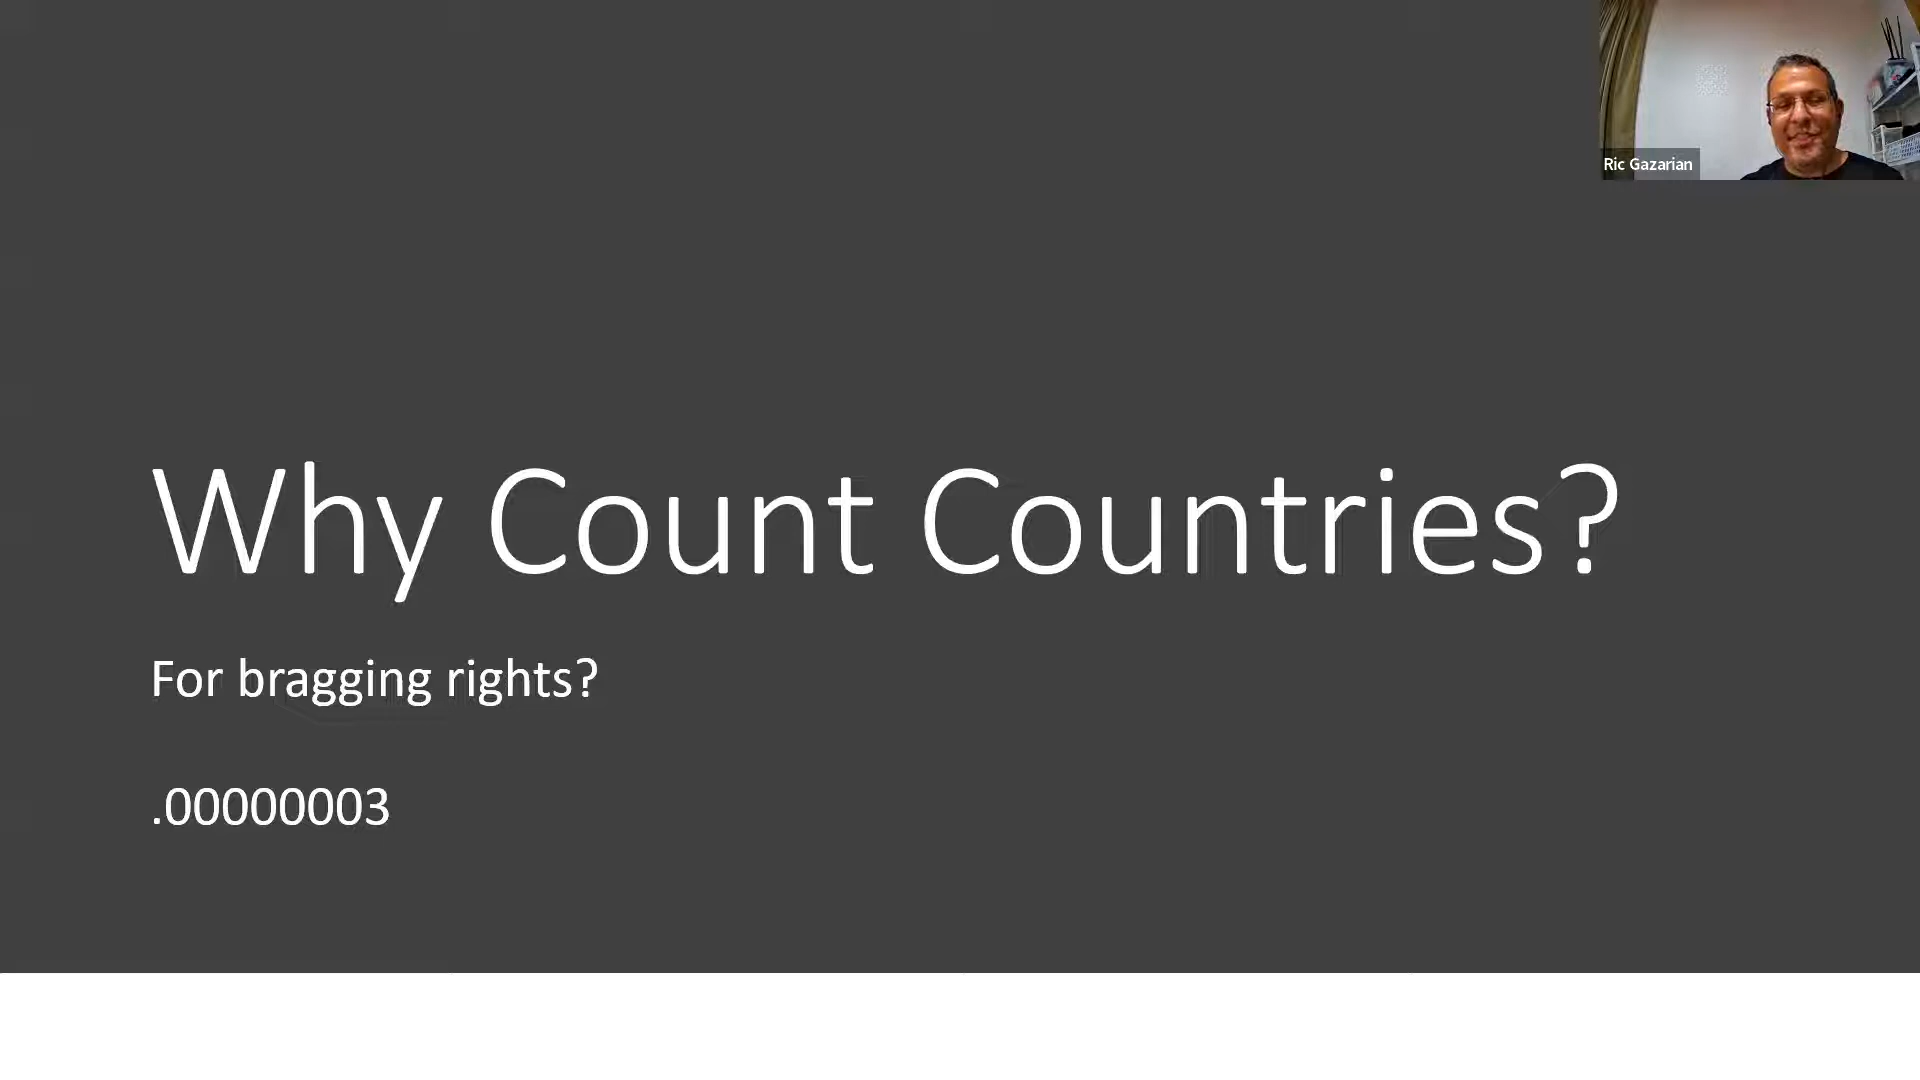 Ric Gazarian
Why Count Countries?
For bragging rights?
.00000003